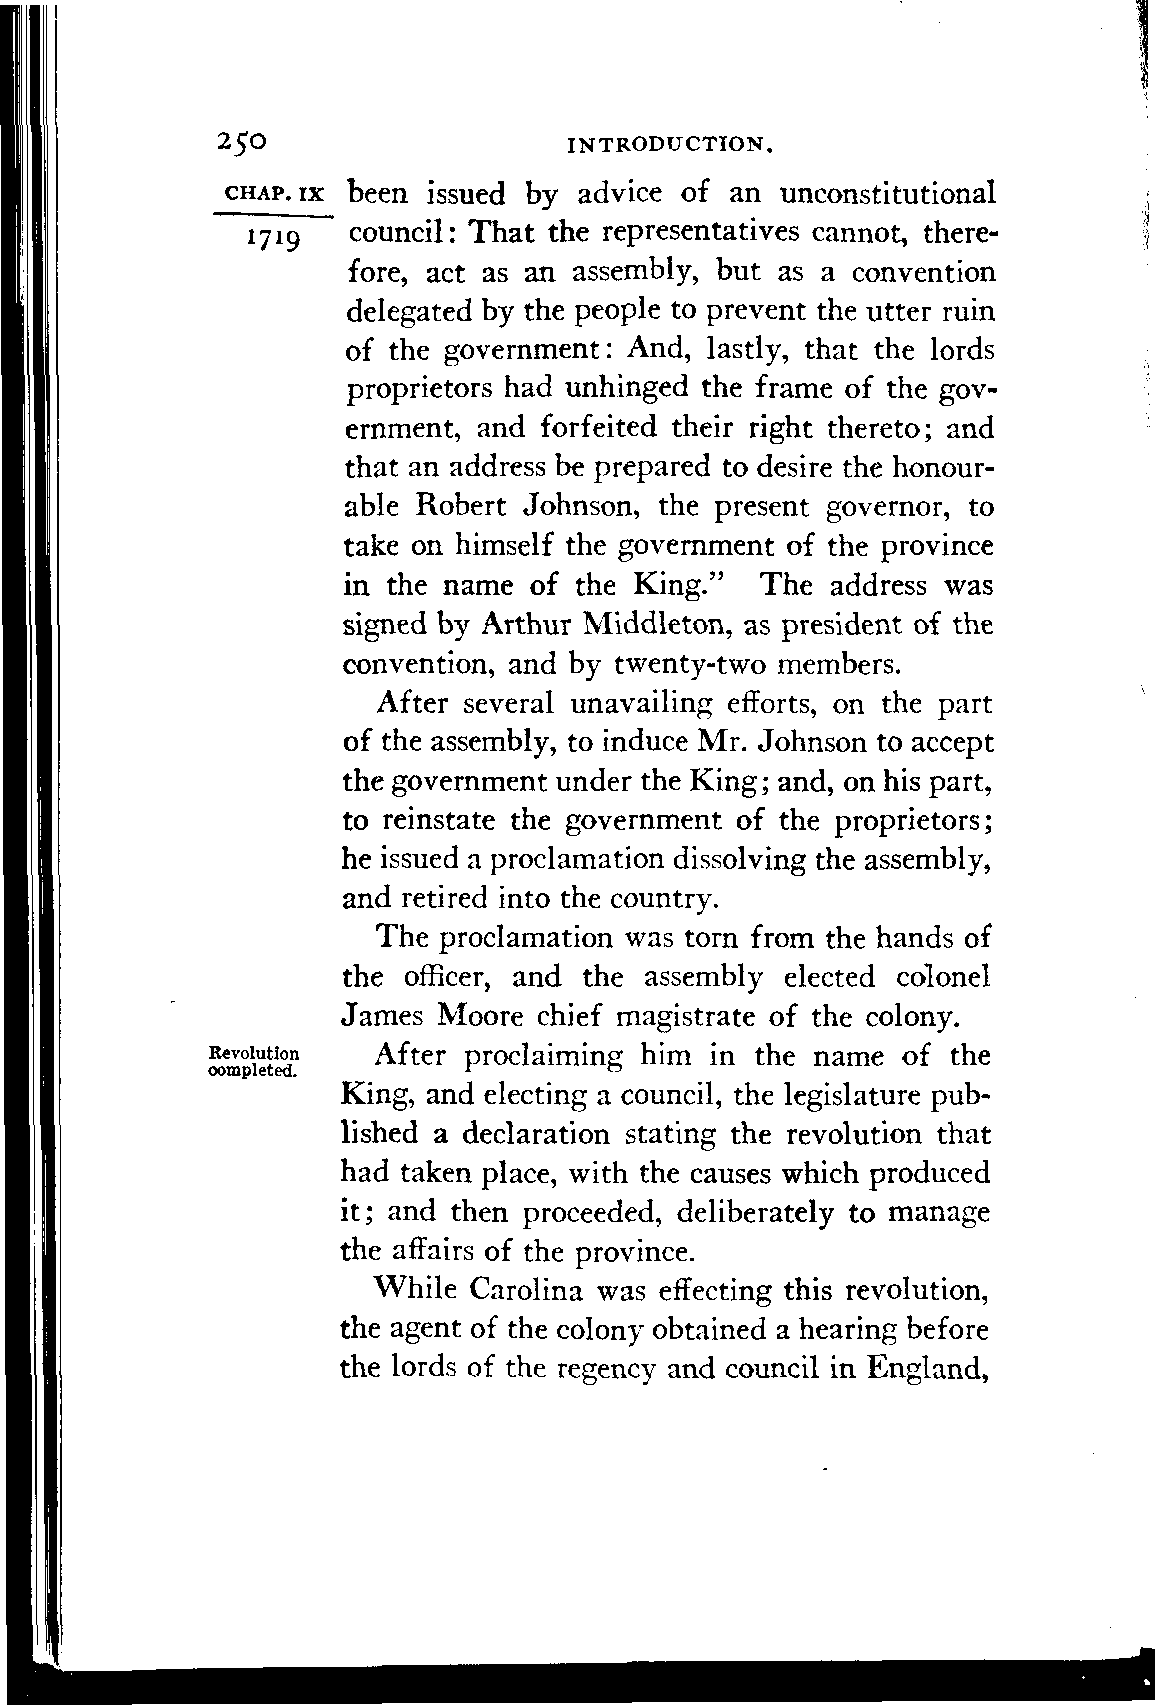 250 INTRODUCTION.
CHAP. IX been issued by advice of an unconstitutional
1719 council: That the representatives cannot, there-
fore, act as an assembly, but as a convention
delegated by the people to prevent the utter ruin
of the government: And, lastly, that the lords
proprietors had unhinged the frame of the gov-
ernment, and forfeited their right thereto; and
that an address be prepared to desire the honour-
able Robert Johnson, the present governor, to
take on himself the government of the province
in the name of the King." The address was
signed by Arthur Middleton, as president of the
convention, and by twenty-two members.
After several unavailing efforts, on the part
of the assembly, to induce Mr. Johnson to accept
the government under the King; and, on his part,
to reinstate the government of the proprietors;
he issued a proclamation dissolving the assembly,
and retired into the country.
The proclamation was torn from the hands of
the officer, and the assembly elected colonel
James Moore chief magistrate of the colony.
Revolution
completed.
After proclaiming him in the name of the
King, and electing a council, the legislature pub-
lished a declaration stating the revolution that
had taken place, with the causes which produced
it; and then proceeded, deliberately to manage
the affairs of the province.
While Carolina was effecting this revolution,
the agent of the colony obtained a hearing before
the lords of the regency and council in England,